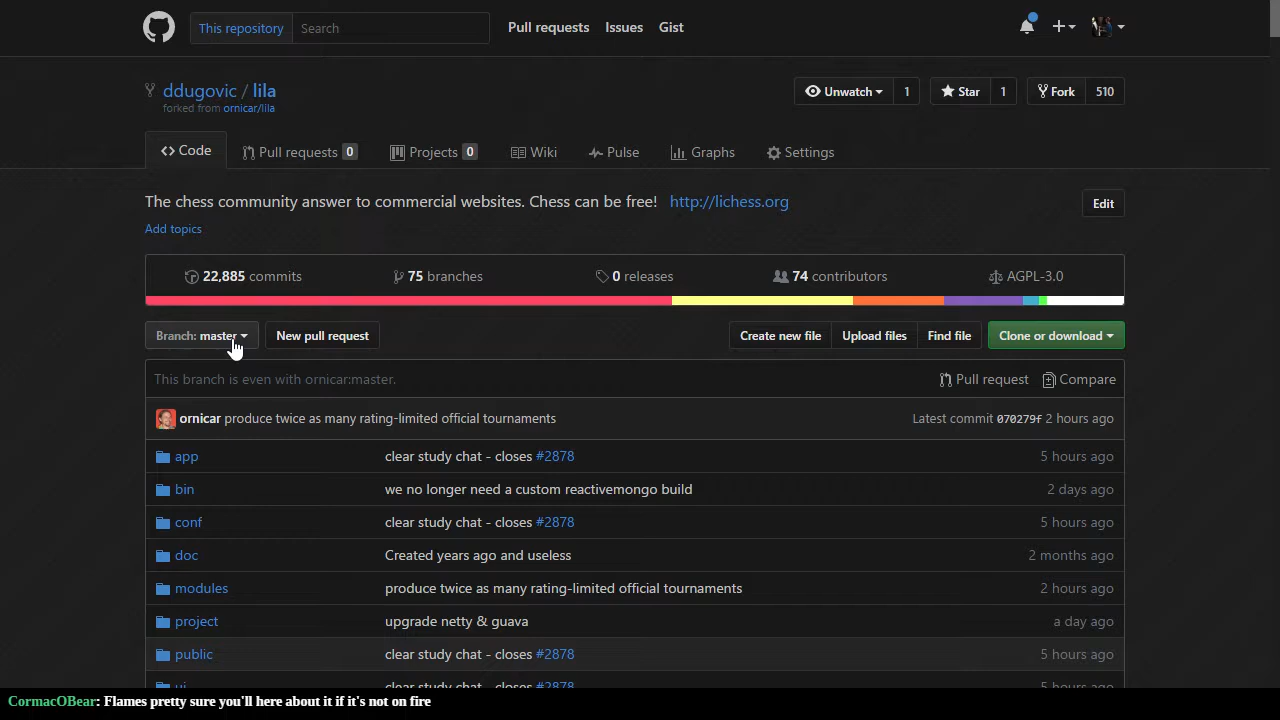 This repository Search Pull requests Issues Gist
ddugovic / lila Unwatch 1 Star 1 Fork 510
forked from ornicar/lila
Code Pull requests 0 Projects 0 Wiki Pulse Graphs Settings
The chess community answer to commercial websites. Chess can be free! http://lichess.org Edit
Add topics
22,885 commits 75 branches 0 releases 74 contributors AGPL-3.0
Branch: master New pull request Create new file Upload files Find file Clone or download
This branch is even with ornicar:master. Pull request Compare
ornicar produce twice as many rating-limited official tournaments Latest commit 070279f 2 hours ago
app clear study chat - closes #2878 5 hours ago
bin we no longer need a custom reactivemongo build 2 days ago
conf clear study chat - closes #2878 5 hours ago
doc Created years ago and useless 2 months ago
modules produce twice as many rating-limited official tournaments 2 hours ago
project upgrade netty & guava a day ago
public clear study chat - closes #2878 5 hours ago
ui clear study chat - closes #2878 5 hours ago
CormacOBear: Flames pretty sure you'll here about it if it's not on fire